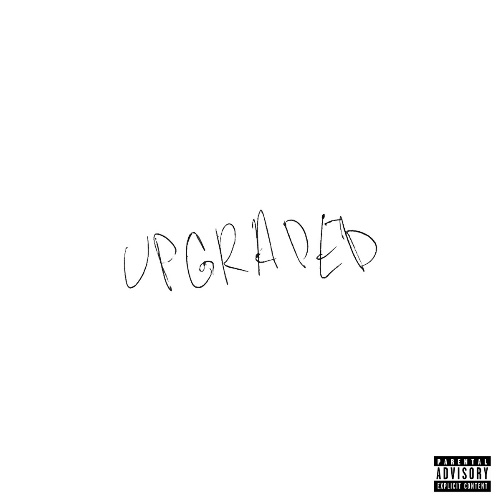 UPGRADED
PARENTAL
ADVISORY
EXPLICIT CONTENT